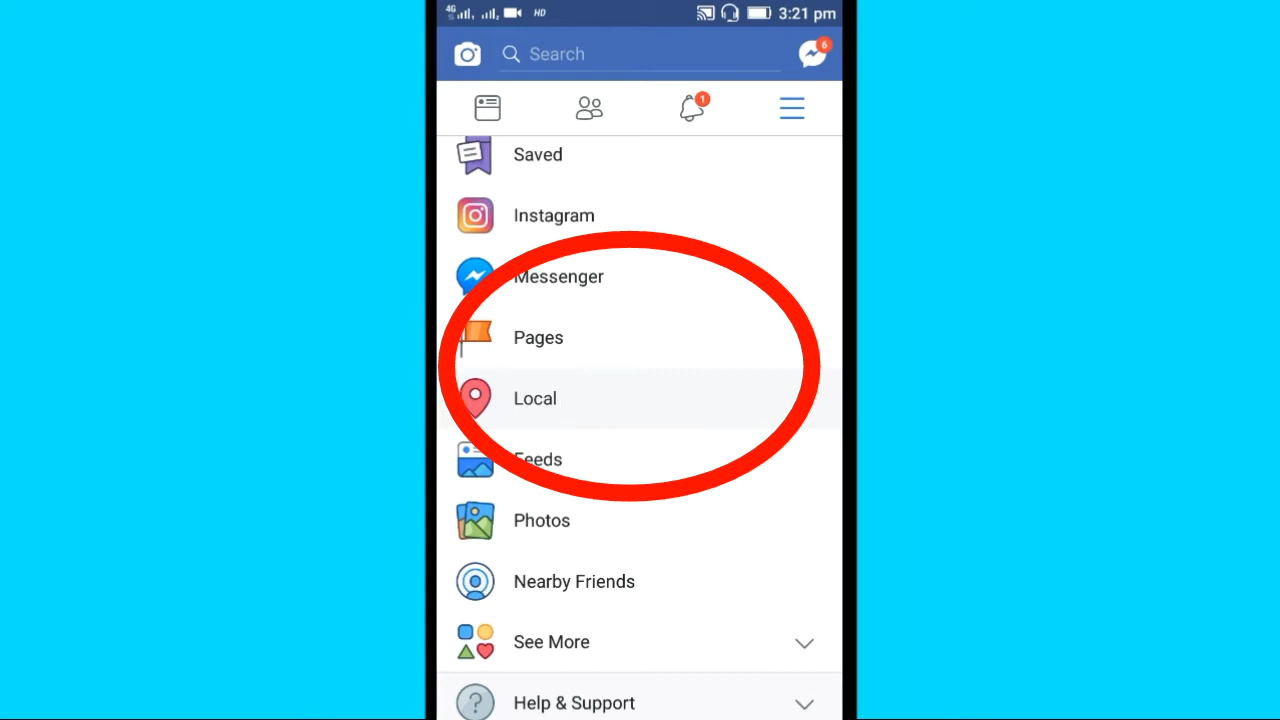 4G HD 3:21 pm
Search 6
1
Saved
Instagram
Messenger
Pages
Local
Feeds
Photos
Nearby Friends
See More
? Help & Support